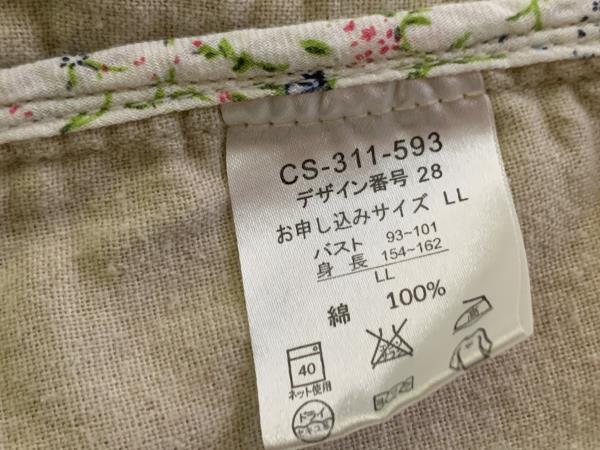 CS-311-593
デザイン番号 28
お申し込みサイズ LL
バスト 93~101
身長 154~162
LL
綿 100%
高
40
ネット使用
ドライ